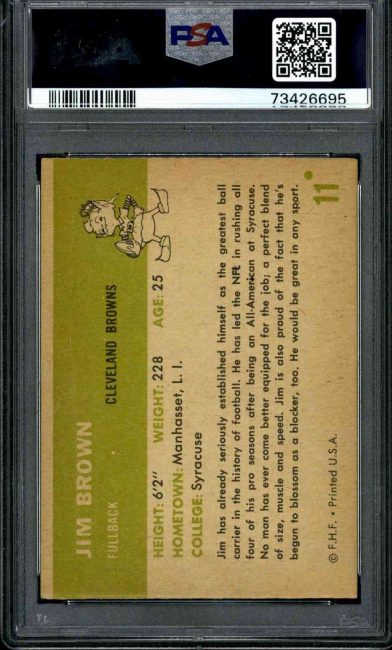 PSA
73426695
JIM BROWN
FULLBACK
CLEVELAND BROWNS
HEIGHT: 6'2" WEIGHT: 228 AGE: 25
HOMETOWN: Manhasset, L. I.
COLLEGE: Syracuse
Jim has already seriously established himself as the greatest ball
carrier in the history of football. He has led the NFL in rushing all
four of his pro seasons after being an All-American at Syracuse.
No man has ever come better equipped for the job; a perfect blend
of size, muscle and speed. Jim is also proud of the fact that he's
begun to blossom as a blocker, too. He would be great in any sport.
11
© F.H.F. • Printed U.S.A.